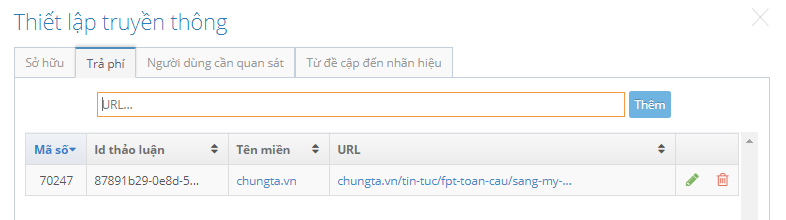 Thiết lập truyền thông
Sở hữu Trả phí Người dùng cần quan sát Từ đề cập đến nhãn hiệu
URL... Thêm
Mã số Id thảo luận Tên miền URL
70247 87891b29-0e8d-5... chungta.vn chungta.vn/tin-tuc/fpt-toan-cau/sang-my-...